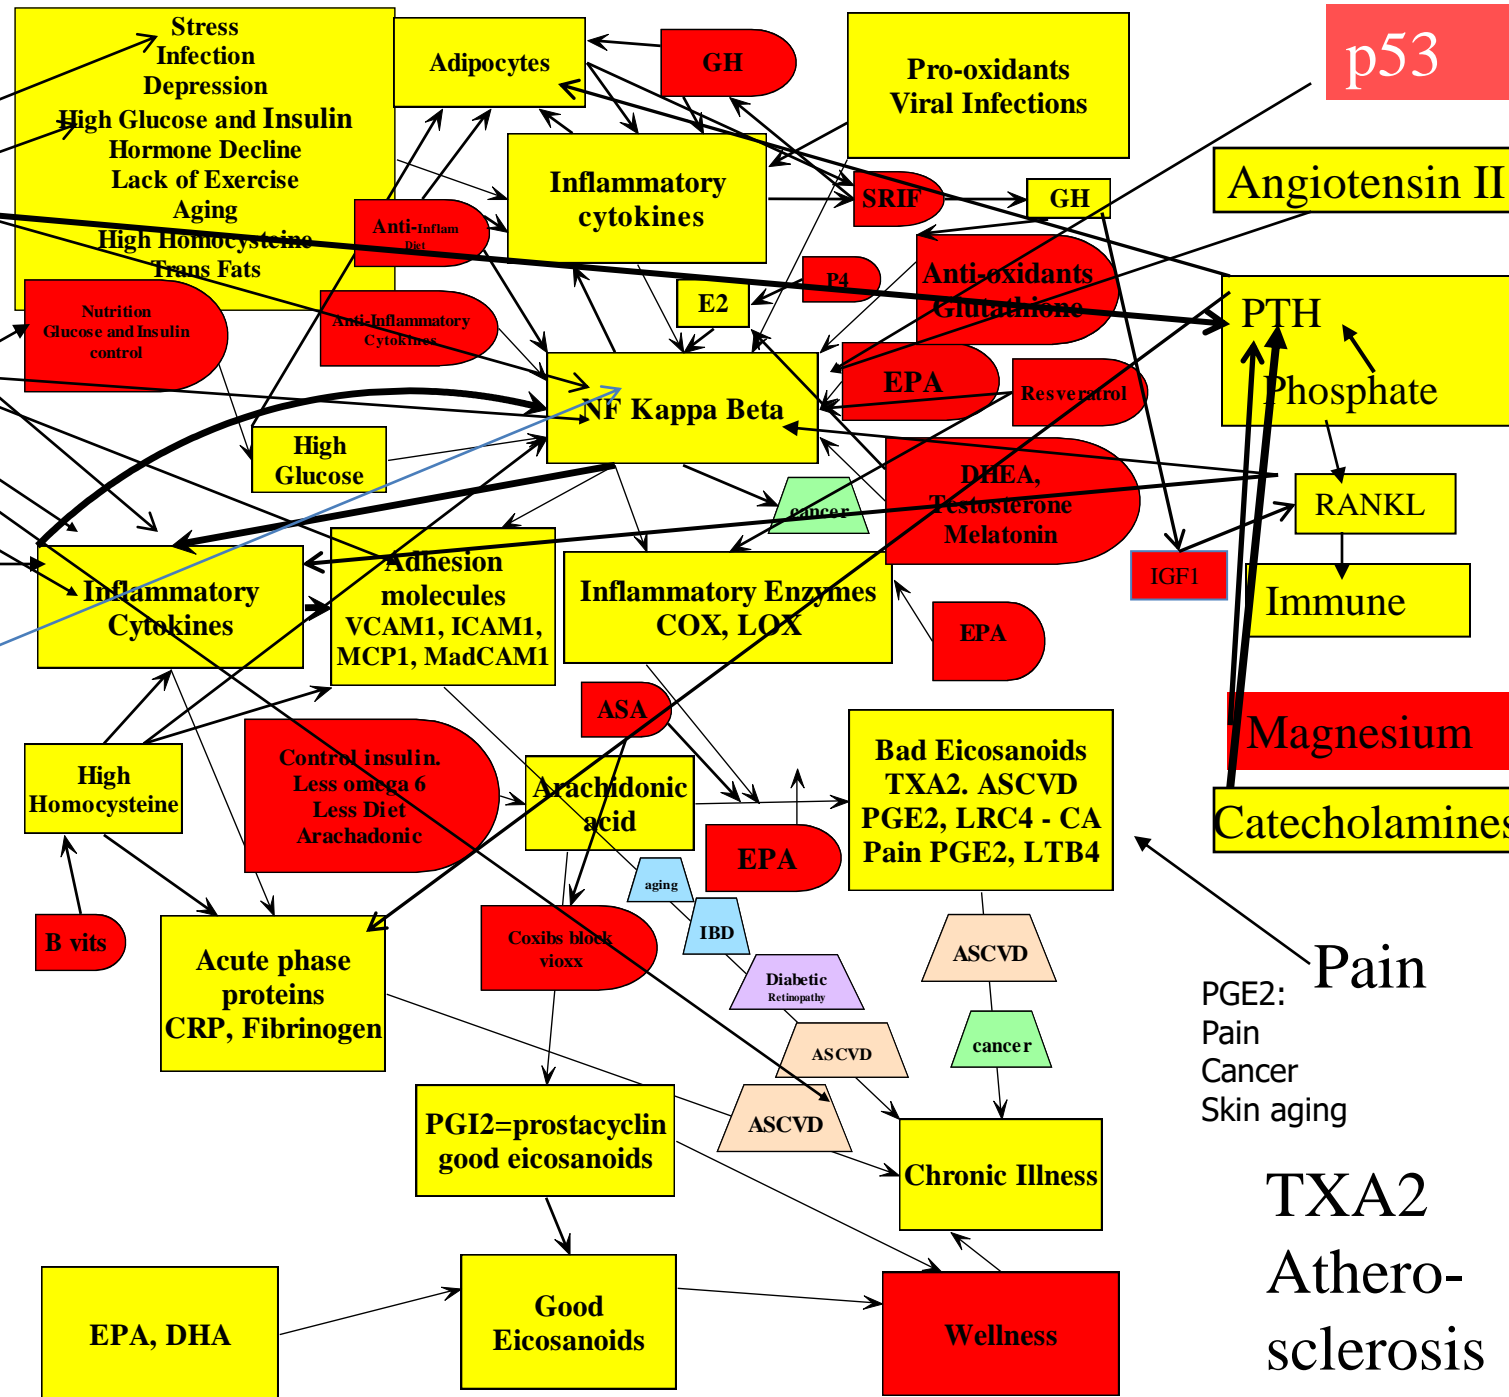 Stress
Infection
Depression
High Glucose and Insulin
Hormone Decline
Lack of Exercise
Aging
High Homocysteine
Trans Fats
Adipocytes
GH
Pro-oxidants
Viral Infections
p53
Inflammatory
cytokines
SRIF
GH
Angiotensin II
Anti-Inflam
Diet
Nutrition
Glucose and Insulin
control
Anti-Inflammatory
Cytokines
E2
P4
Anti-oxidants
Glutathione
PTH
Phosphate
NF Kappa Beta
EPA
Resveratrol
High
Glucose
cancer
DHEA,
Testosterone
Melatonin
RANKL
IGF1
Immune
Inflammatory
Cytokines
Adhesion
molecules
VCAM1, ICAM1,
MCP1, MadCAM1
Inflammatory Enzymes
COX, LOX
EPA
ASA
High
Homocysteine
Control insulin.
Less omega 6
Less Diet
Arachadonic
Arachidonic
acid
Bad Eicosanoids
TXA2. ASCVD
PGE2, LRC4 - CA
Pain PGE2, LTB4
Magnesium
Catecholamines
EPA
aging
IBD
Diabetic
Retinopathy
ASCVD
ASCVD
ASCVD
cancer
B vits
Acute phase
proteins
CRP, Fibrinogen
Coxibs block
vioxx
Pain
PGE2:
Pain
Cancer
Skin aging
PGI2=prostacyclin
good eicosanoids
Chronic Illness
TXA2
Athero-
sclerosis
EPA, DHA
Good
Eicosanoids
Wellness